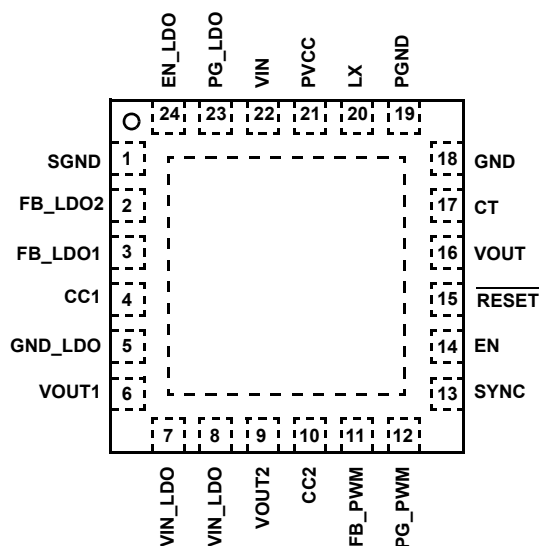 EN_LDO
PG_LDO
VIN
PVCC
LX
PGND
24
23
22
21
20
19
SGND 1
FB_LDO2 2
FB_LDO1 3
CC1 4
GND_LDO 5
VOUT1 6
18 GND
17 CT
16 VOUT
15 RESET
14 EN
13 SYNC
7
8
9
10
11
12
VIN_LDO
VIN_LDO
VOUT2
CC2
FB_PWM
PG_PWM